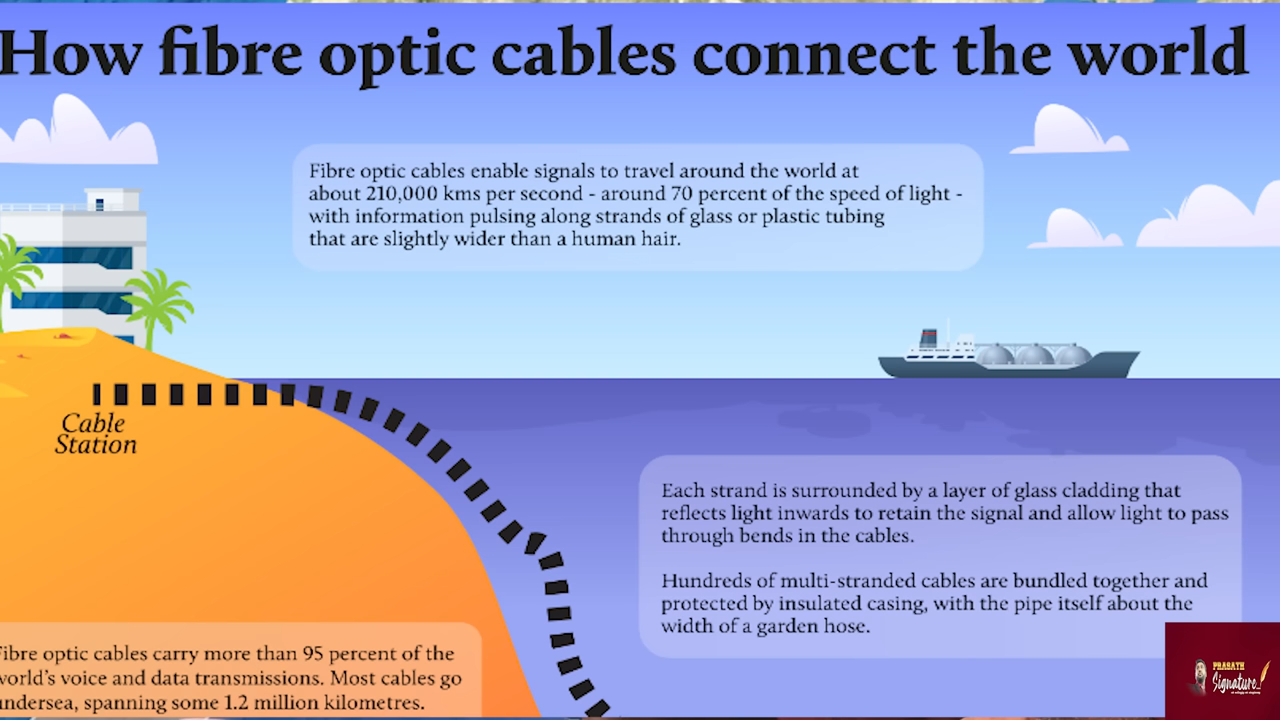 How fibre optic cables connect the world
Fibre optic cables enable signals to travel around the world at
about 210,000 kms per second - around 70 percent of the speed of light -
with information pulsing along strands of glass or plastic tubing
that are slightly wider than a human hair.
Cable
Station
Each strand is surrounded by a layer of glass cladding that
reflects light inwards to retain the signal and allow light to pass
through bends in the cables.
Hundreds of multi-stranded cables are bundled together and
protected by insulated casing, with the pipe itself about the
width of a garden hose.
Fibre optic cables carry more than 95 percent of the
world's voice and data transmissions. Most cables go
undersea, spanning some 1.2 million kilometres.
PRASATH
Signature